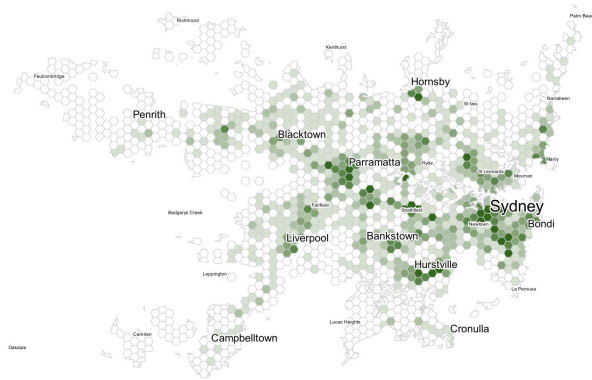 Palm Bea
Richmond
Kenthurst
Faulconbridge
Hornsby
Narrabeen
St Ives
Penrith
Blacktown
Parramatta
Ryde
Manly
St Leonards
Mosman
Badgerys Creek
Fairfield
Strathfield
Sydney
Newtown
Bondi
Liverpool
Bankstown
Hurstville
Leppington
La Perouse
Lucas Heights
Cronulla
Camden
Campbelltown
Oakdale